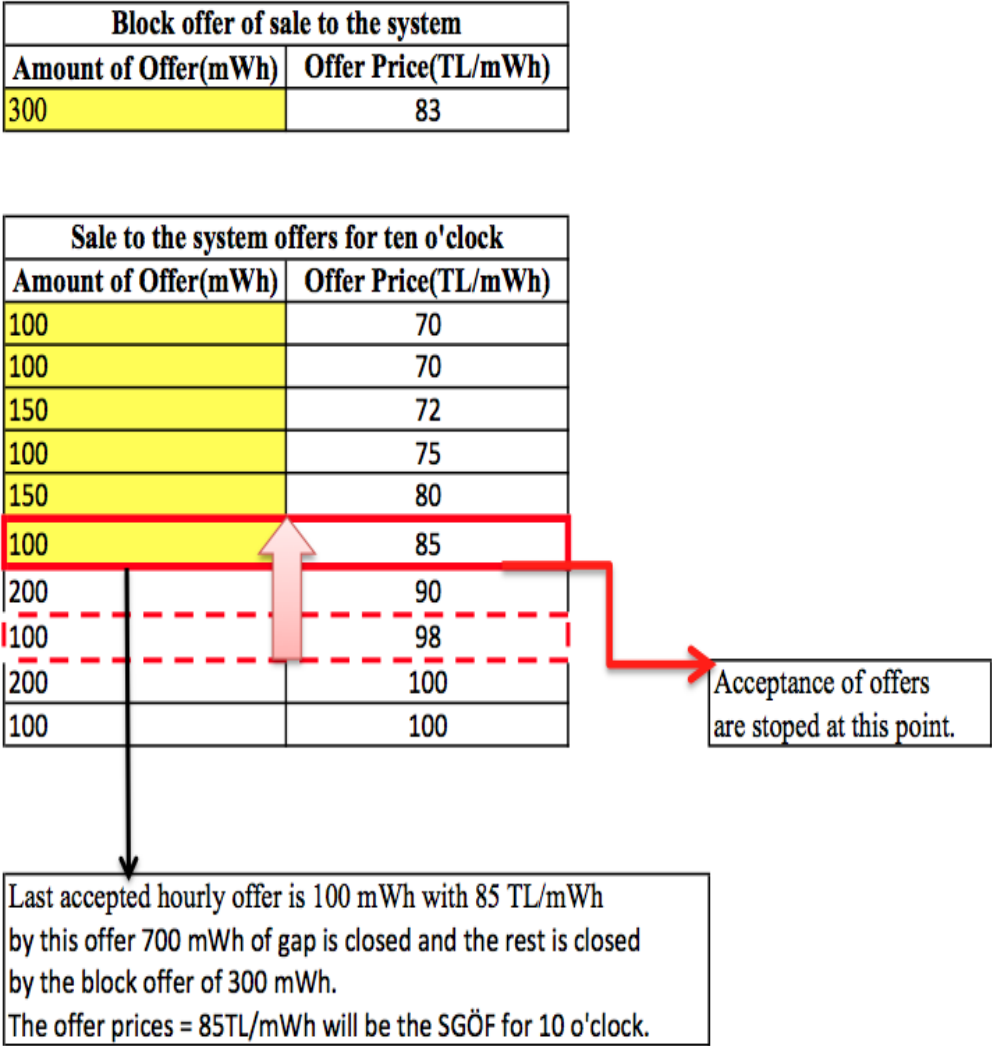 Block offer of sale to the system
Amount of Offer(mWh) Offer Price(TL/mWh)
300 83
Sale to the system offers for ten o'clock
Amount of Offer(mWh) Offer Price(TL/mWh)
100 70
100 70
150 72
100 75
150 80
100 85
200 90
100 98
200 100
100 100
Acceptance of offers
are stoped at this point.
Last accepted hourly offer is 100 mWh with 85 TL/mWh
by this offer 700 mWh of gap is closed and the rest is closed
by the block offer of 300 mWh.
The offer prices = 85TL/mWh will be the SGÖF for 10 o'clock.